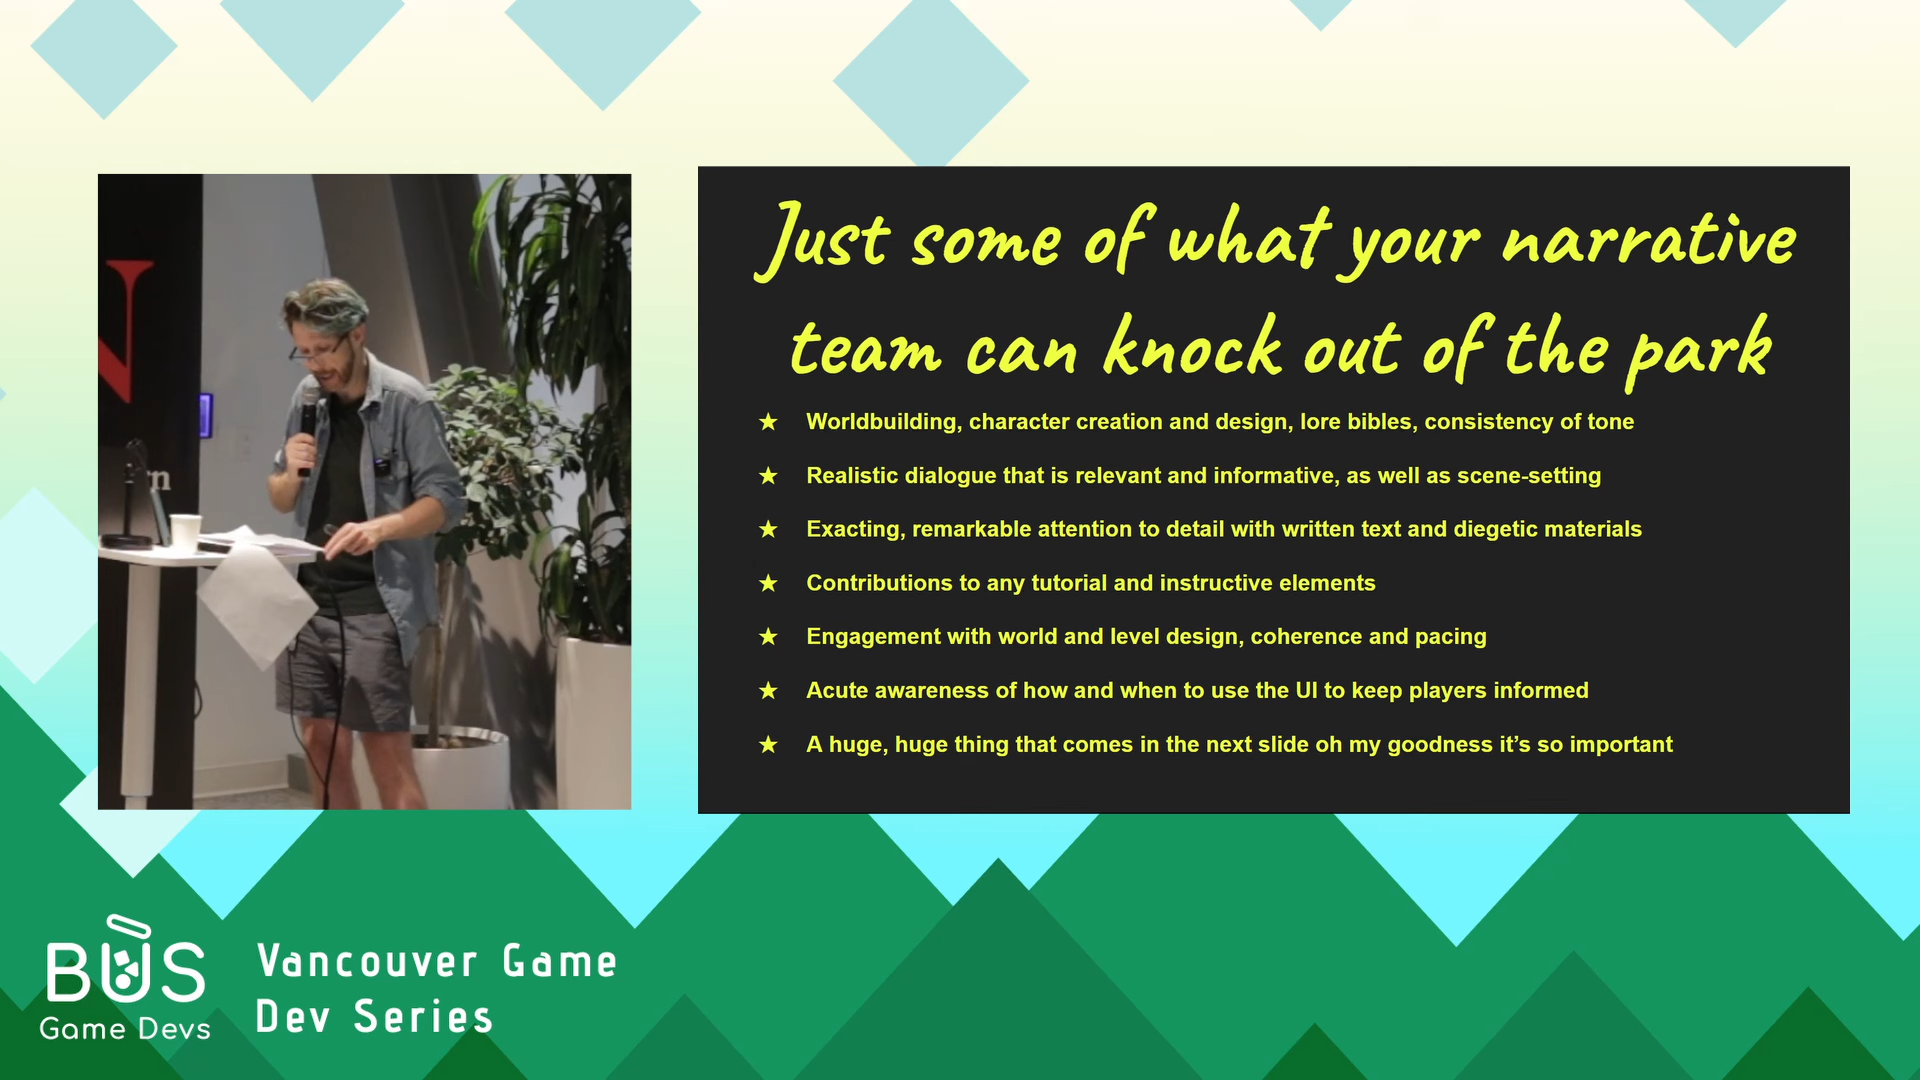 Just some of what your narrative
team can knock out of the park
★ Worldbuilding, character creation and design, lore bibles, consistency of tone
★ Realistic dialogue that is relevant and informative, as well as scene-setting
★ Exacting, remarkable attention to detail with written text and diegetic materials
★ Contributions to any tutorial and instructive elements
★ Engagement with world and level design, coherence and pacing
★ Acute awareness of how and when to use the UI to keep players informed
★ A huge, huge thing that comes in the next slide oh my goodness it’s so important
BUS
Game Devs
Vancouver Game
Dev Series